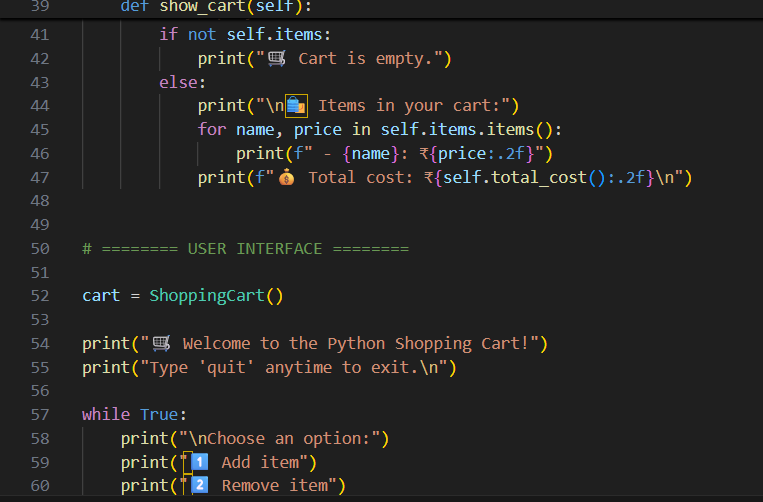 39     def show_cart(self):
41         if not self.items:
42             print("🛒 Cart is empty.")
43         else:
44             print("\n🛍️ Items in your cart:")
45             for name, price in self.items.items():
46                 print(f" - {name}: ₹{price:.2f}")
47             print(f"💰 Total cost: ₹{self.total_cost():.2f}\n")
48
49
50 # ======== USER INTERFACE ========
51
52 cart = ShoppingCart()
53
54 print("🛒 Welcome to the Python Shopping Cart!")
55 print("Type 'quit' anytime to exit.\n")
56
57 while True:
58     print("\nChoose an option:")
59     print("1️⃣ Add item")
60     print("2️⃣ Remove item")